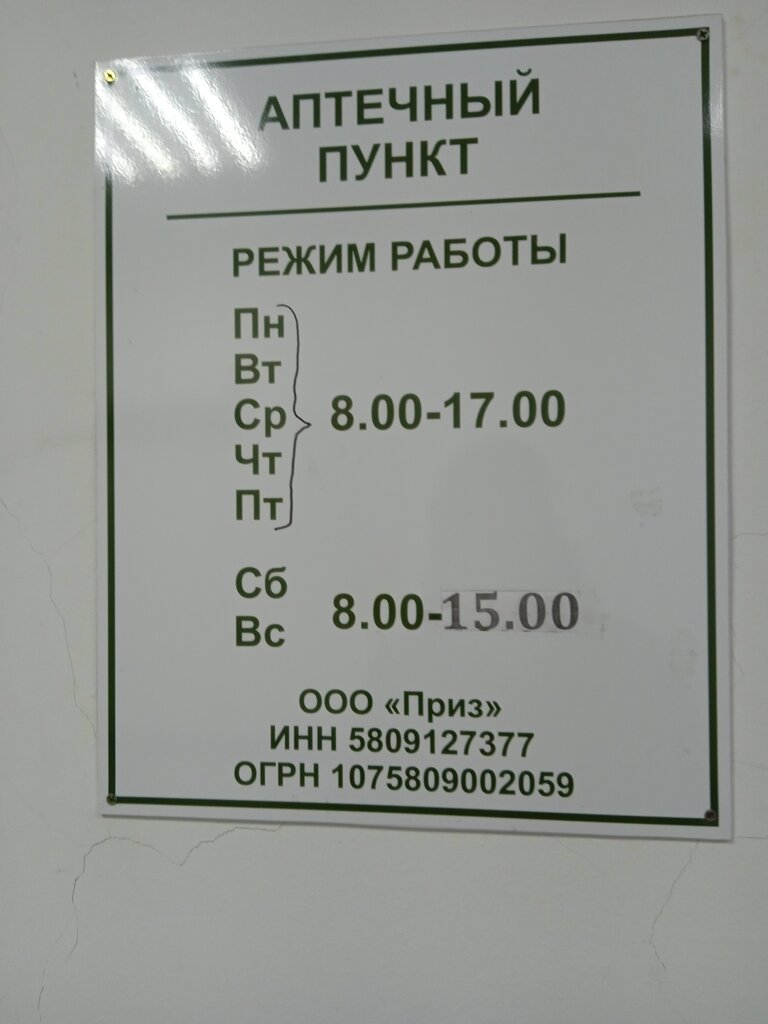 АПТЕЧНЫЙ
ПУНКТ
РЕЖИМ РАБОТЫ
Пн
Вт
Ср 8.00-17.00
Чт
Пт
Сб
Вс 8.00-15.00
ООО «Приз»
ИНН 5809127377
ОГРН 1075809002059